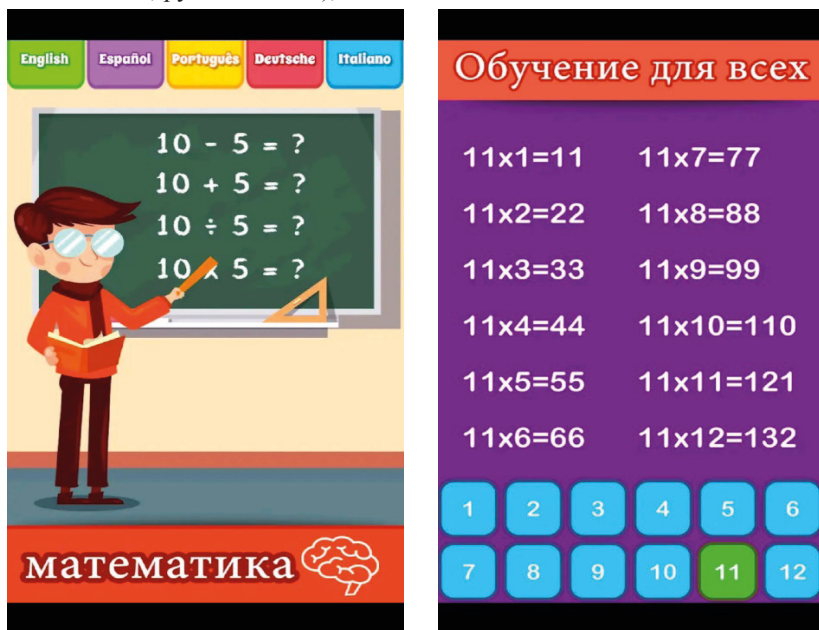 English Español Português Deutsche Italiano
10 - 5 = ?
10 + 5 = ?
10 ÷ 5 = ?
10 x 5 = ?
математика
Обучение для всех
11x1=11 11x7=77
11x2=22 11x8=88
11x3=33 11x9=99
11x4=44 11x10=110
11x5=55 11x11=121
11x6=66 11x12=132
1 2 3 4 5 6
7 8 9 10 11 12